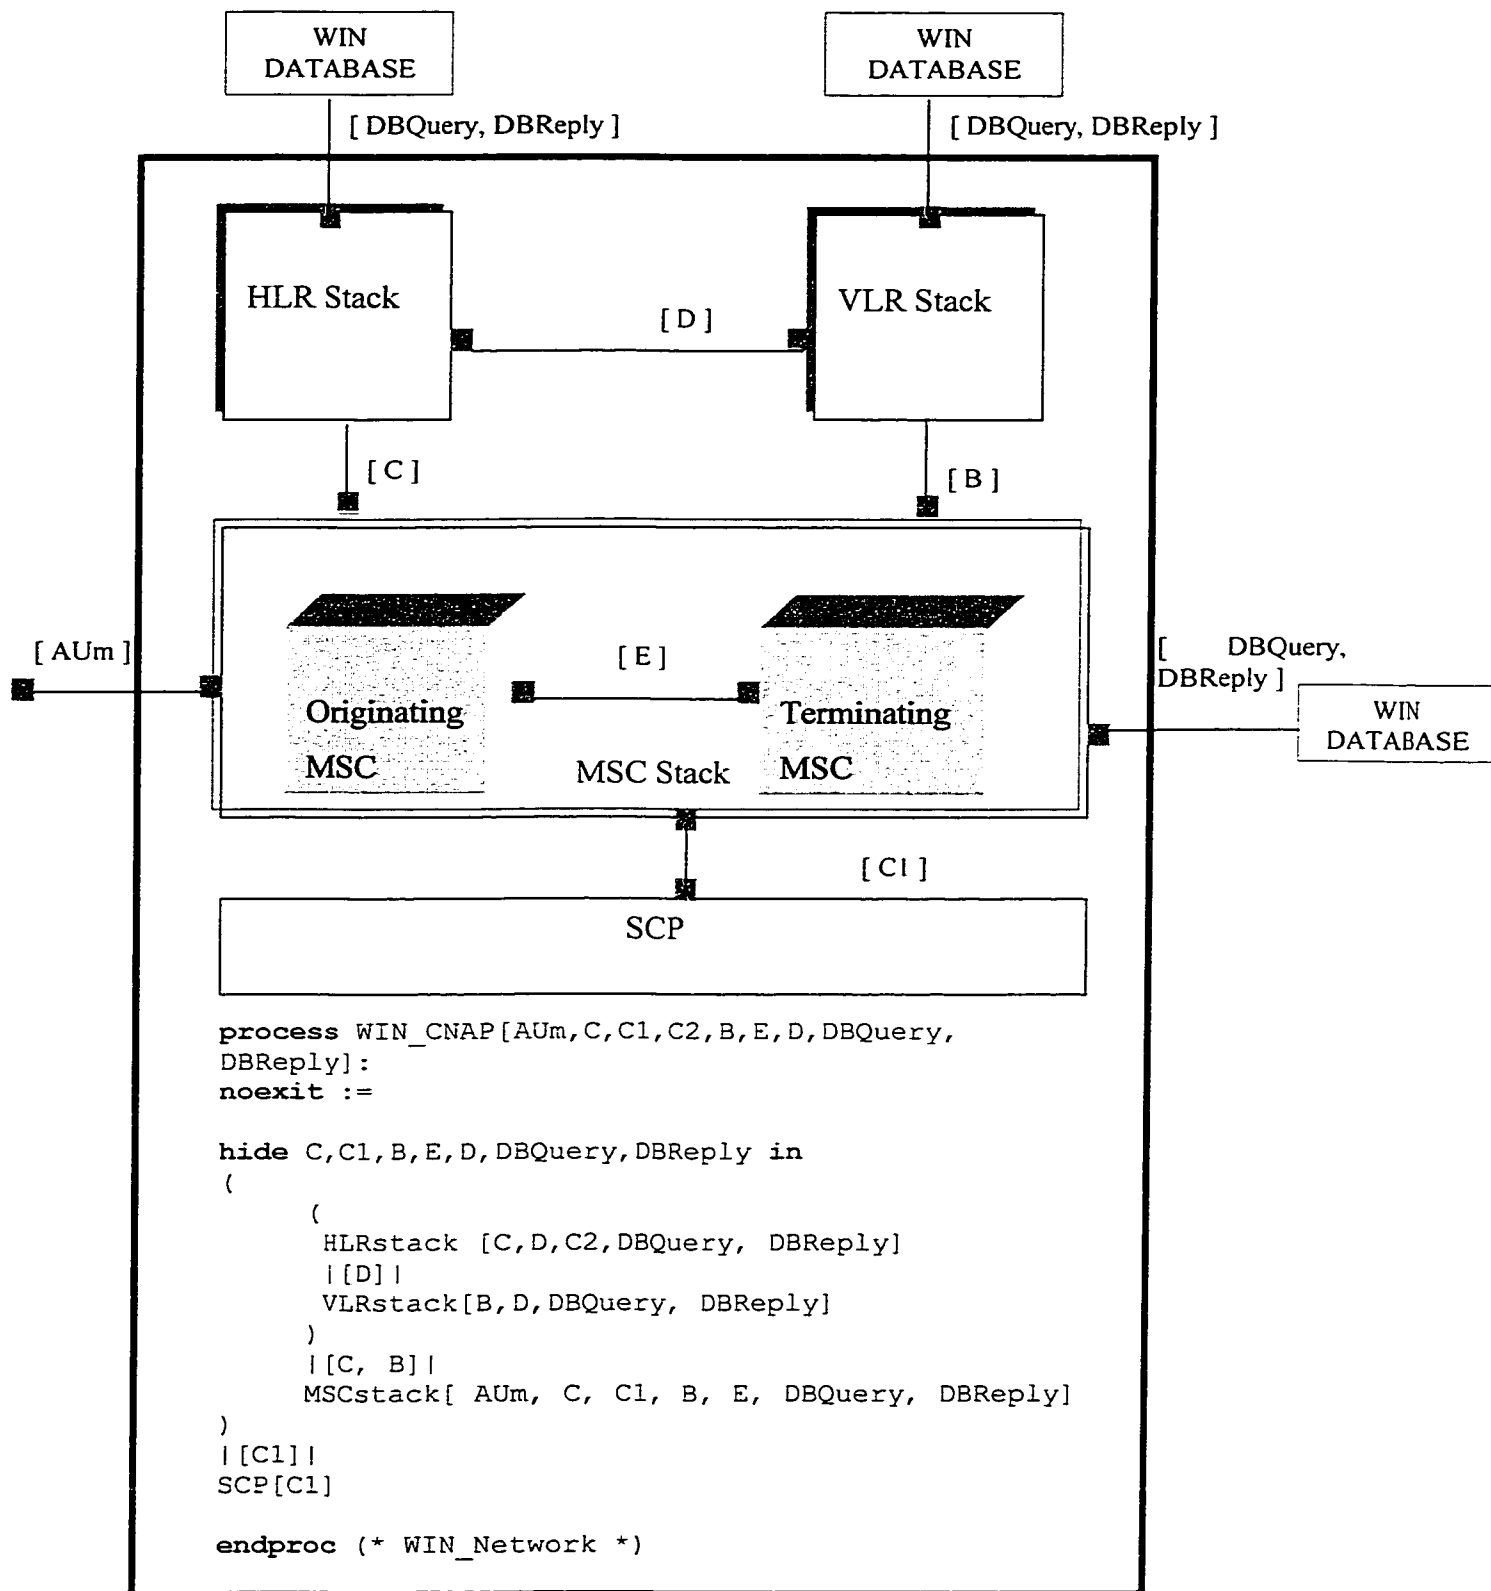 WIN
DATABASE
WIN
DATABASE
[ DBQuery, DBReply ]
[ DBQuery, DBReply ]
HLR Stack
VLR Stack
[ D ]
[ C ]
[ B ]
[ AUm ]
[ E ]
[ DBQuery,
DBReply ]
Originating
MSC
Terminating
MSC
MSC Stack
WIN
DATABASE
[ C1 ]
SCP
process WIN_CNAP[AUm,C,C1,C2,B,E,D,DBQuery,
DBReply]:
noexit :=
hide C,C1,B,E,D,DBQuery,DBReply in
(
(
HLRstack [C,D,C2,DBQuery, DBReply]
|[D]|
VLRstack[B,D,DBQuery, DBReply]
)
|[C, B]|
MSCstack[ AUm, C, C1, B, E, DBQuery, DBReply]
)
|[C1]|
SCP[C1]
endproc (* WIN_Network *)